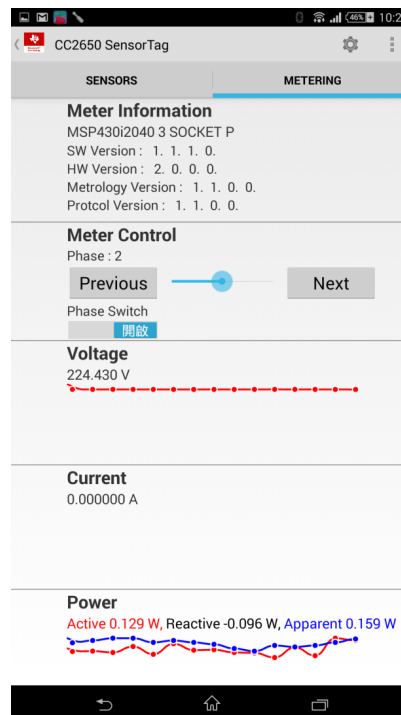 46%
10:2
CC2650 SensorTag
SENSORS
METERING
Meter Information
MSP430i2040 3 SOCKET P
SW Version : 1. 1. 1. 0.
HW Version : 2. 0. 0. 0.
Metrology Version : 1. 1. 0. 0.
Protcol Version : 1. 1. 0. 0.
Meter Control
Phase : 2
Previous
Next
Phase Switch
開啟
Voltage
224.430 V
Current
0.000000 A
Power
Active 0.129 W, Reactive -0.096 W, Apparent 0.159 W